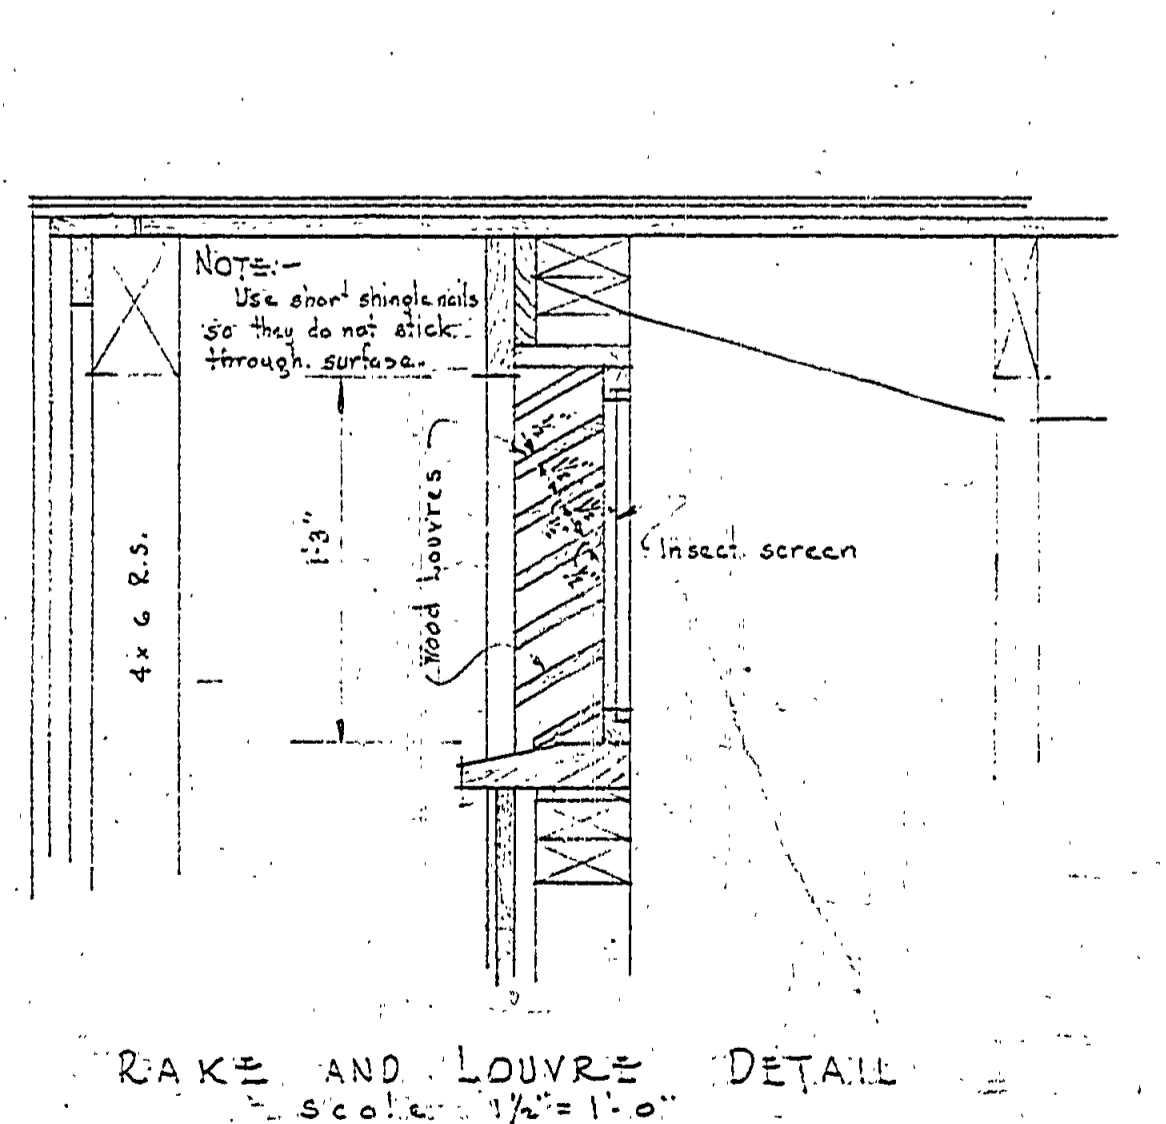 NOTE:-
Use short shingle nails
so they do not stick
through surface.
1'-3"
Wood Louvres
4 x 6 R.S.
Insect screen
RAKE AND LOUVRE DETAIL
Scale 1½" = 1'-0"